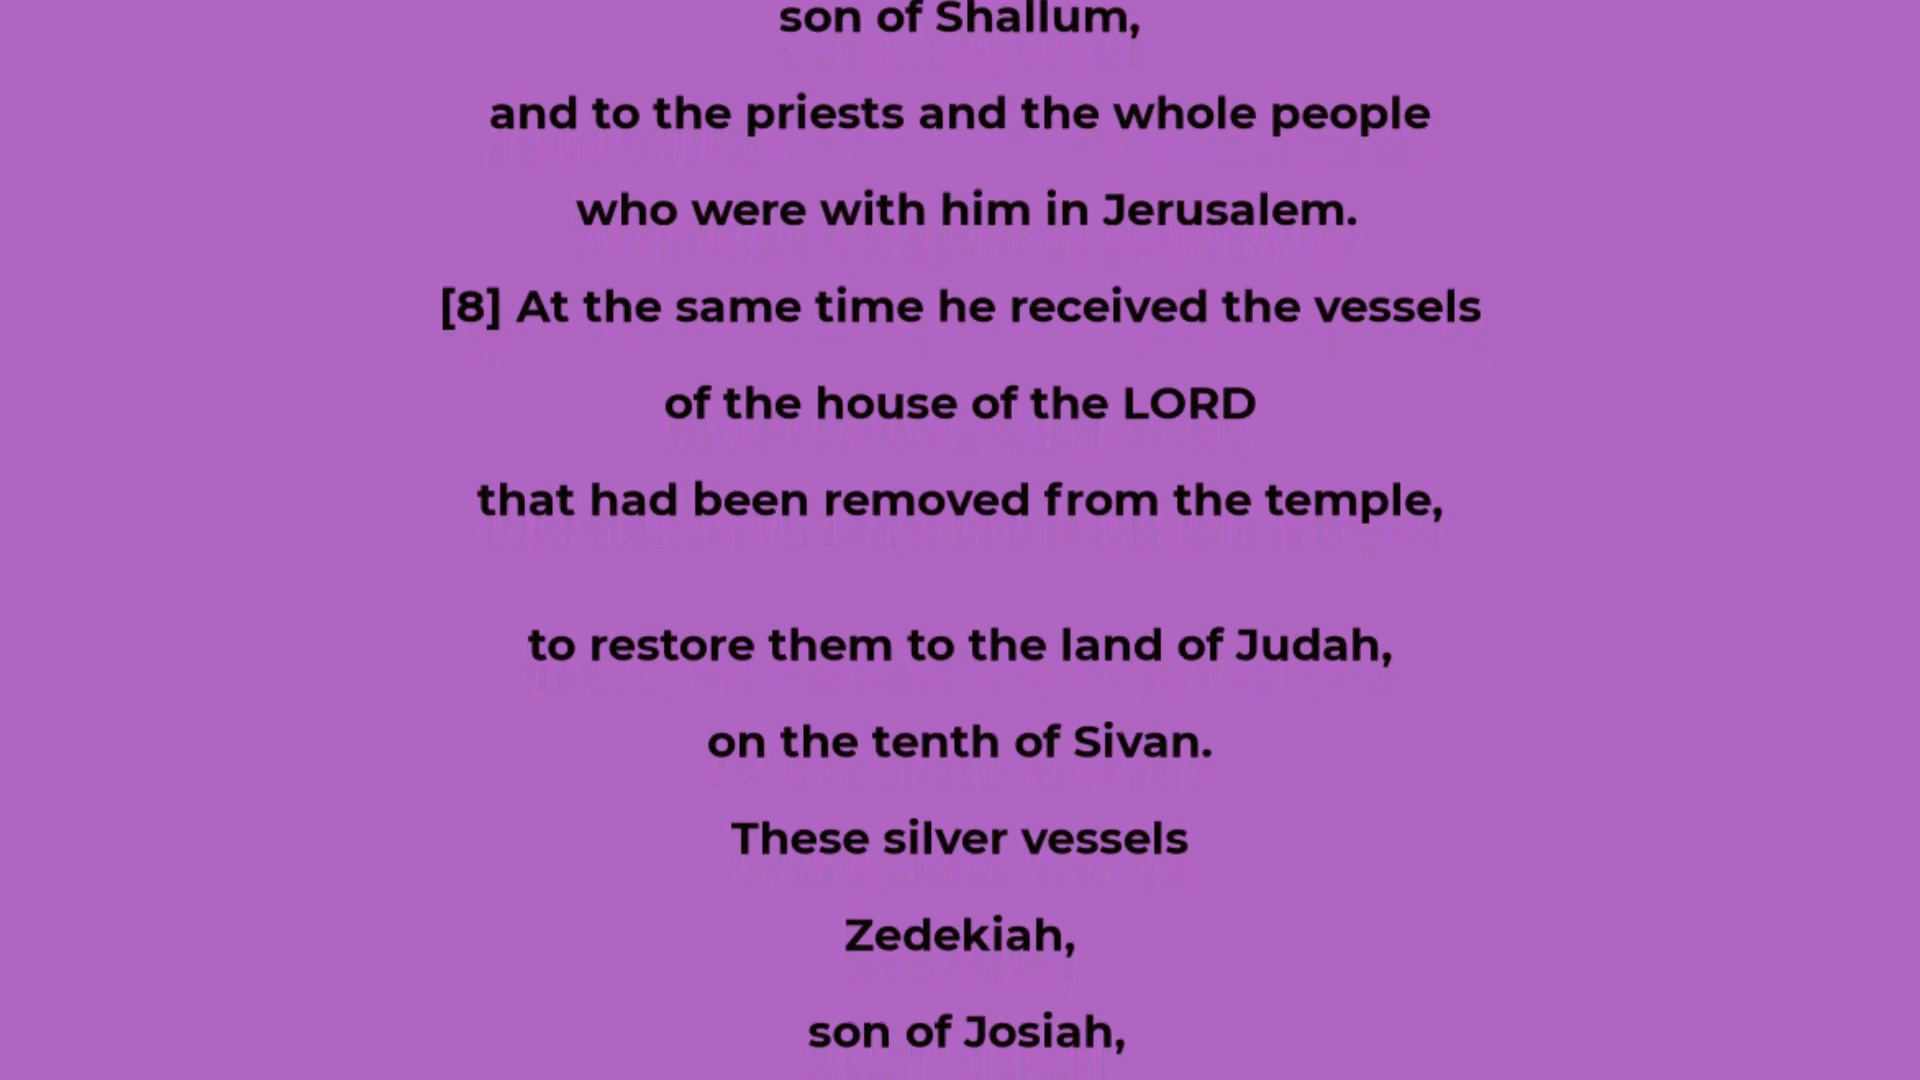 son of Shallum,
and to the priests and the whole people
who were with him in Jerusalem.
[8] At the same time he received the vessels
of the house of the LORD
that had been removed from the temple,
to restore them to the land of Judah,
on the tenth of Sivan.
These silver vessels
Zedekiah,
son of Josiah,